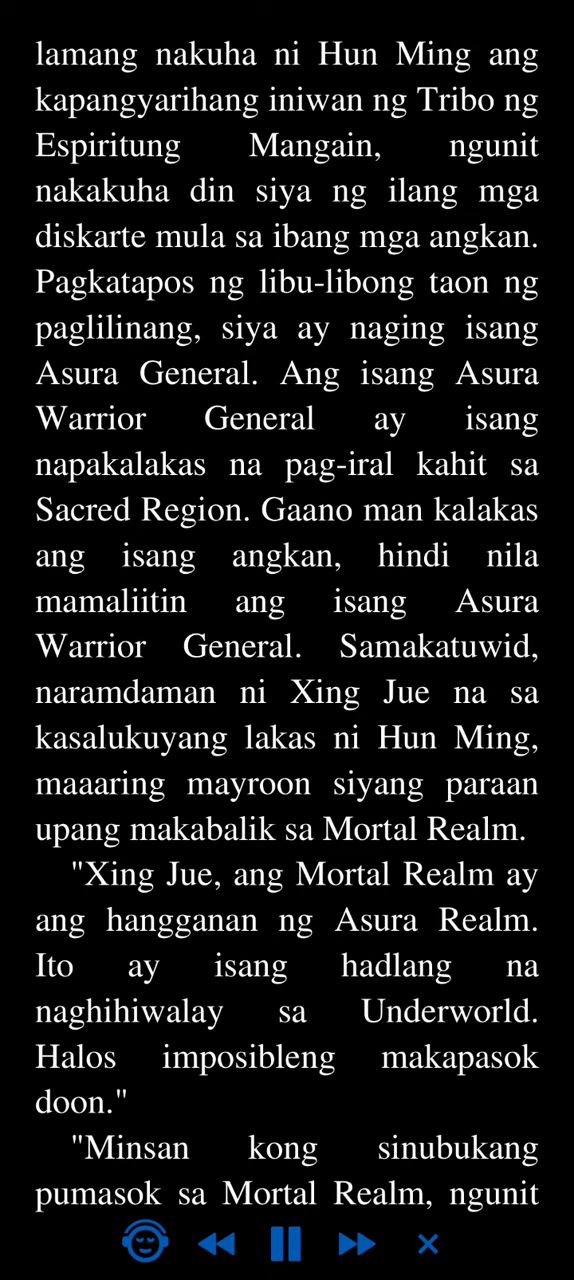 lamang nakuha ni Hun Ming ang
kapangyarihang iniwan ng Tribo ng
Espiritung Mangain, ngunit
nakakuha din siya ng ilang mga
diskarte mula sa ibang mga angkan.
Pagkatapos ng libu-libong taon ng
paglilinang, siya ay naging isang
Asura General. Ang isang Asura
Warrior General ay isang
napakalakas na pag-iral kahit sa
Sacred Region. Gaano man kalakas
ang isang angkan, hindi nila
mamaliitin ang isang Asura
Warrior General. Samakatuwid,
naramdaman ni Xing Jue na sa
kasalukuyang lakas ni Hun Ming,
maaaring mayroon siyang paraan
upang makabalik sa Mortal Realm.
"Xing Jue, ang Mortal Realm ay
ang hangganan ng Asura Realm.
Ito ay isang hadlang na
naghihiwalay sa Underworld.
Halos imposibleng makapasok
doon."
"Minsan kong sinubukang
pumasok sa Mortal Realm, ngunit